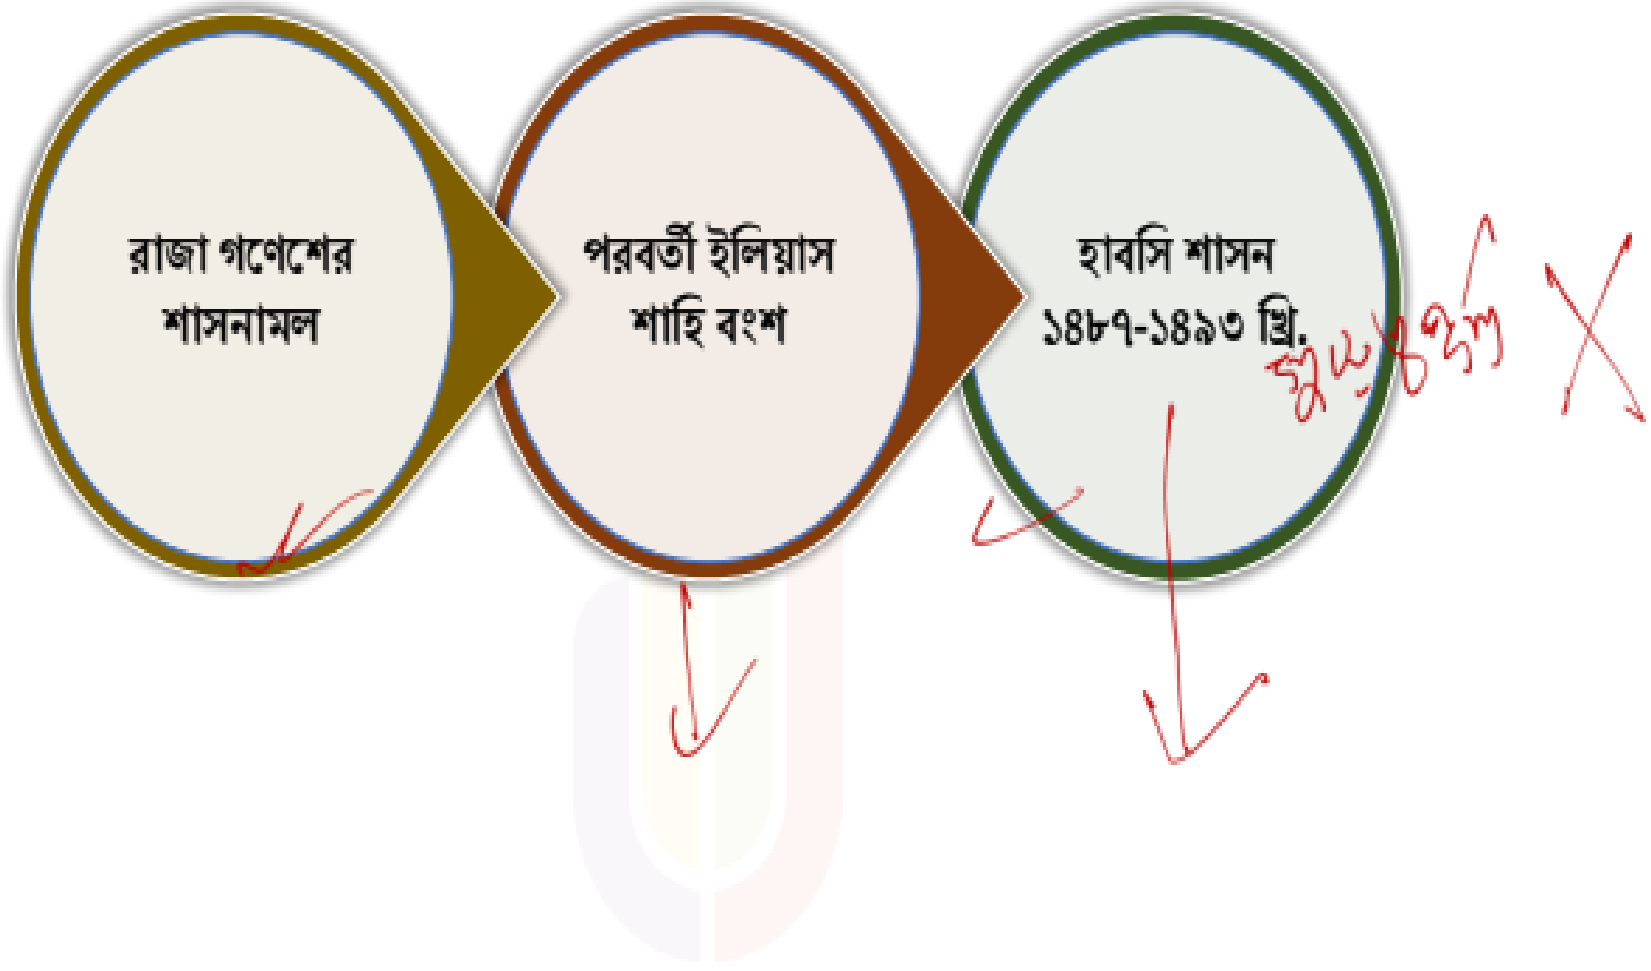 রাজা গণেশের
শাসনামল
পরবর্তী ইলিয়াস
শাহি বংশ
হাবসি শাসন
১৪৮৭-১৪৯৩ খ্রি.